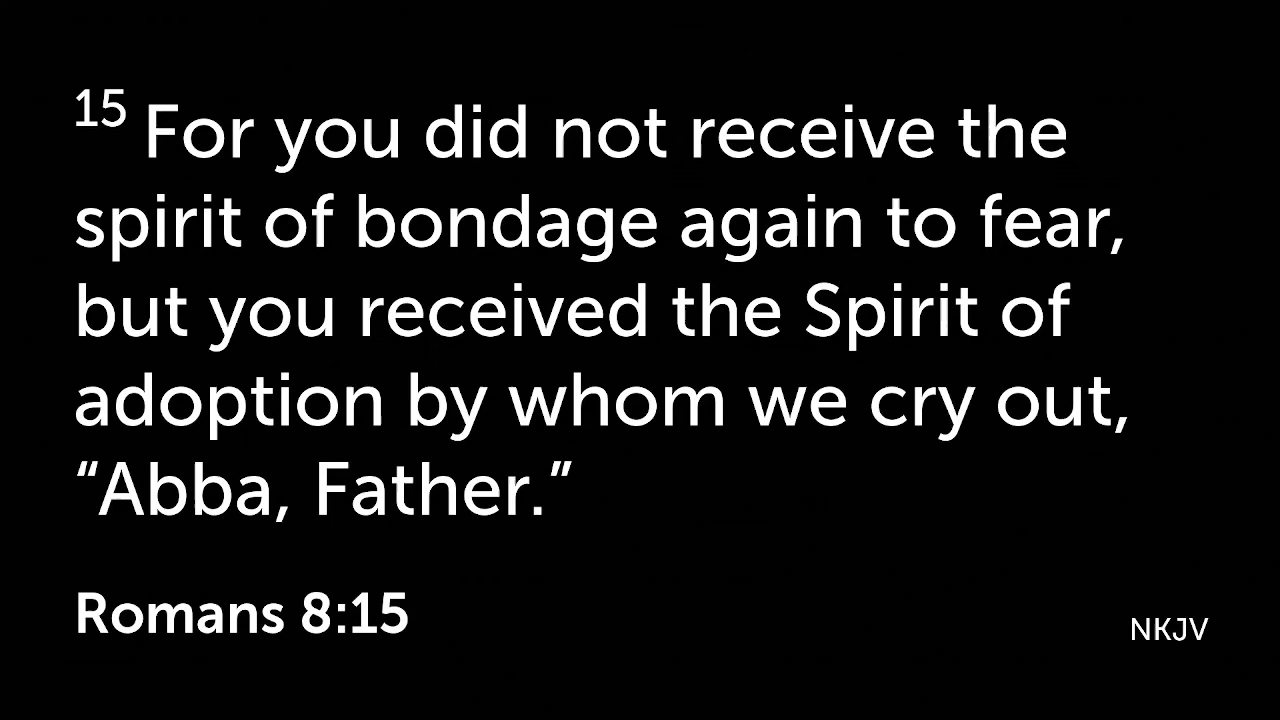 15 For you did not receive the
spirit of bondage again to fear,
but you received the Spirit of
adoption by whom we cry out,
“Abba, Father.”
Romans 8:15
NKJV